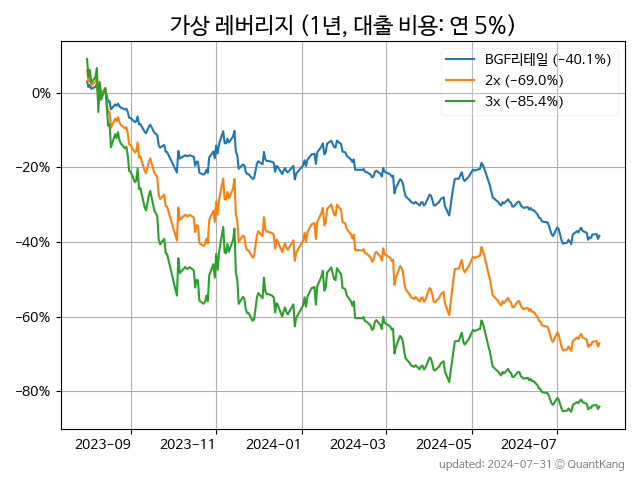 가상 레버리지 (1년, 대출 비용: 연 5%)
BGF리테일 (−40.1%)
2x (−69.0%)
3x (−85.4%)
0%
−20%
−40%
−60%
−80%
2023-09 2023-11 2024-01 2024-03 2024-05 2024-07
updated: 2024-07-31 © QuantKang